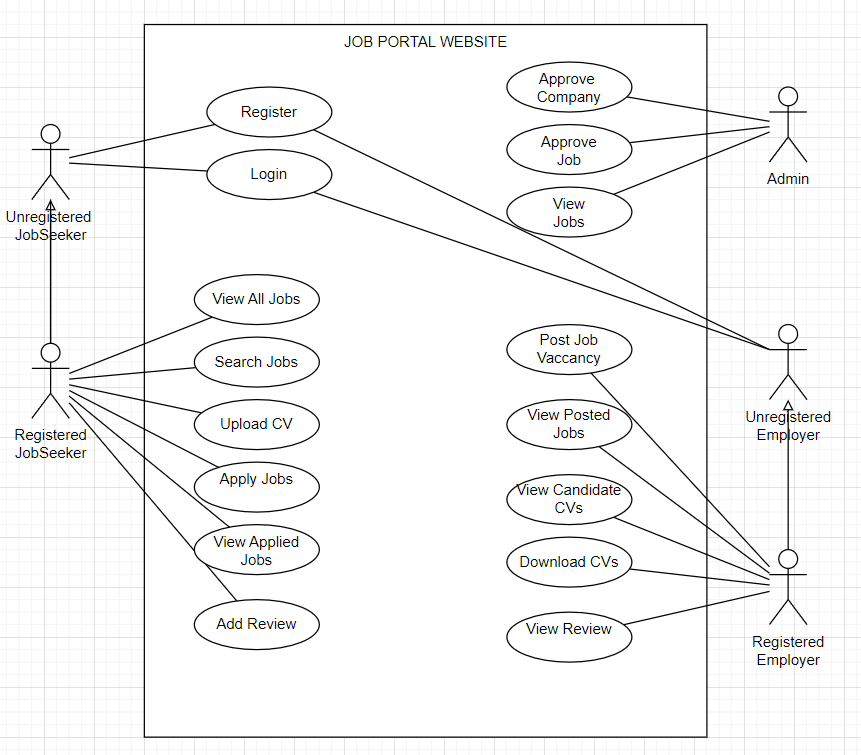 JOB PORTAL WEBSITE
Register
Login
Approve
Company
Approve
Job
View
Jobs
Admin
Unregistered
JobSeeker
View All Jobs
Search Jobs
Upload CV
Apply Jobs
View Applied
Jobs
Add Review
Registered
JobSeeker
Post Job
Vaccancy
View Posted
Jobs
View Candidate
CVs
Download CVs
View Review
Unregistered
Employer
Registered
Employer